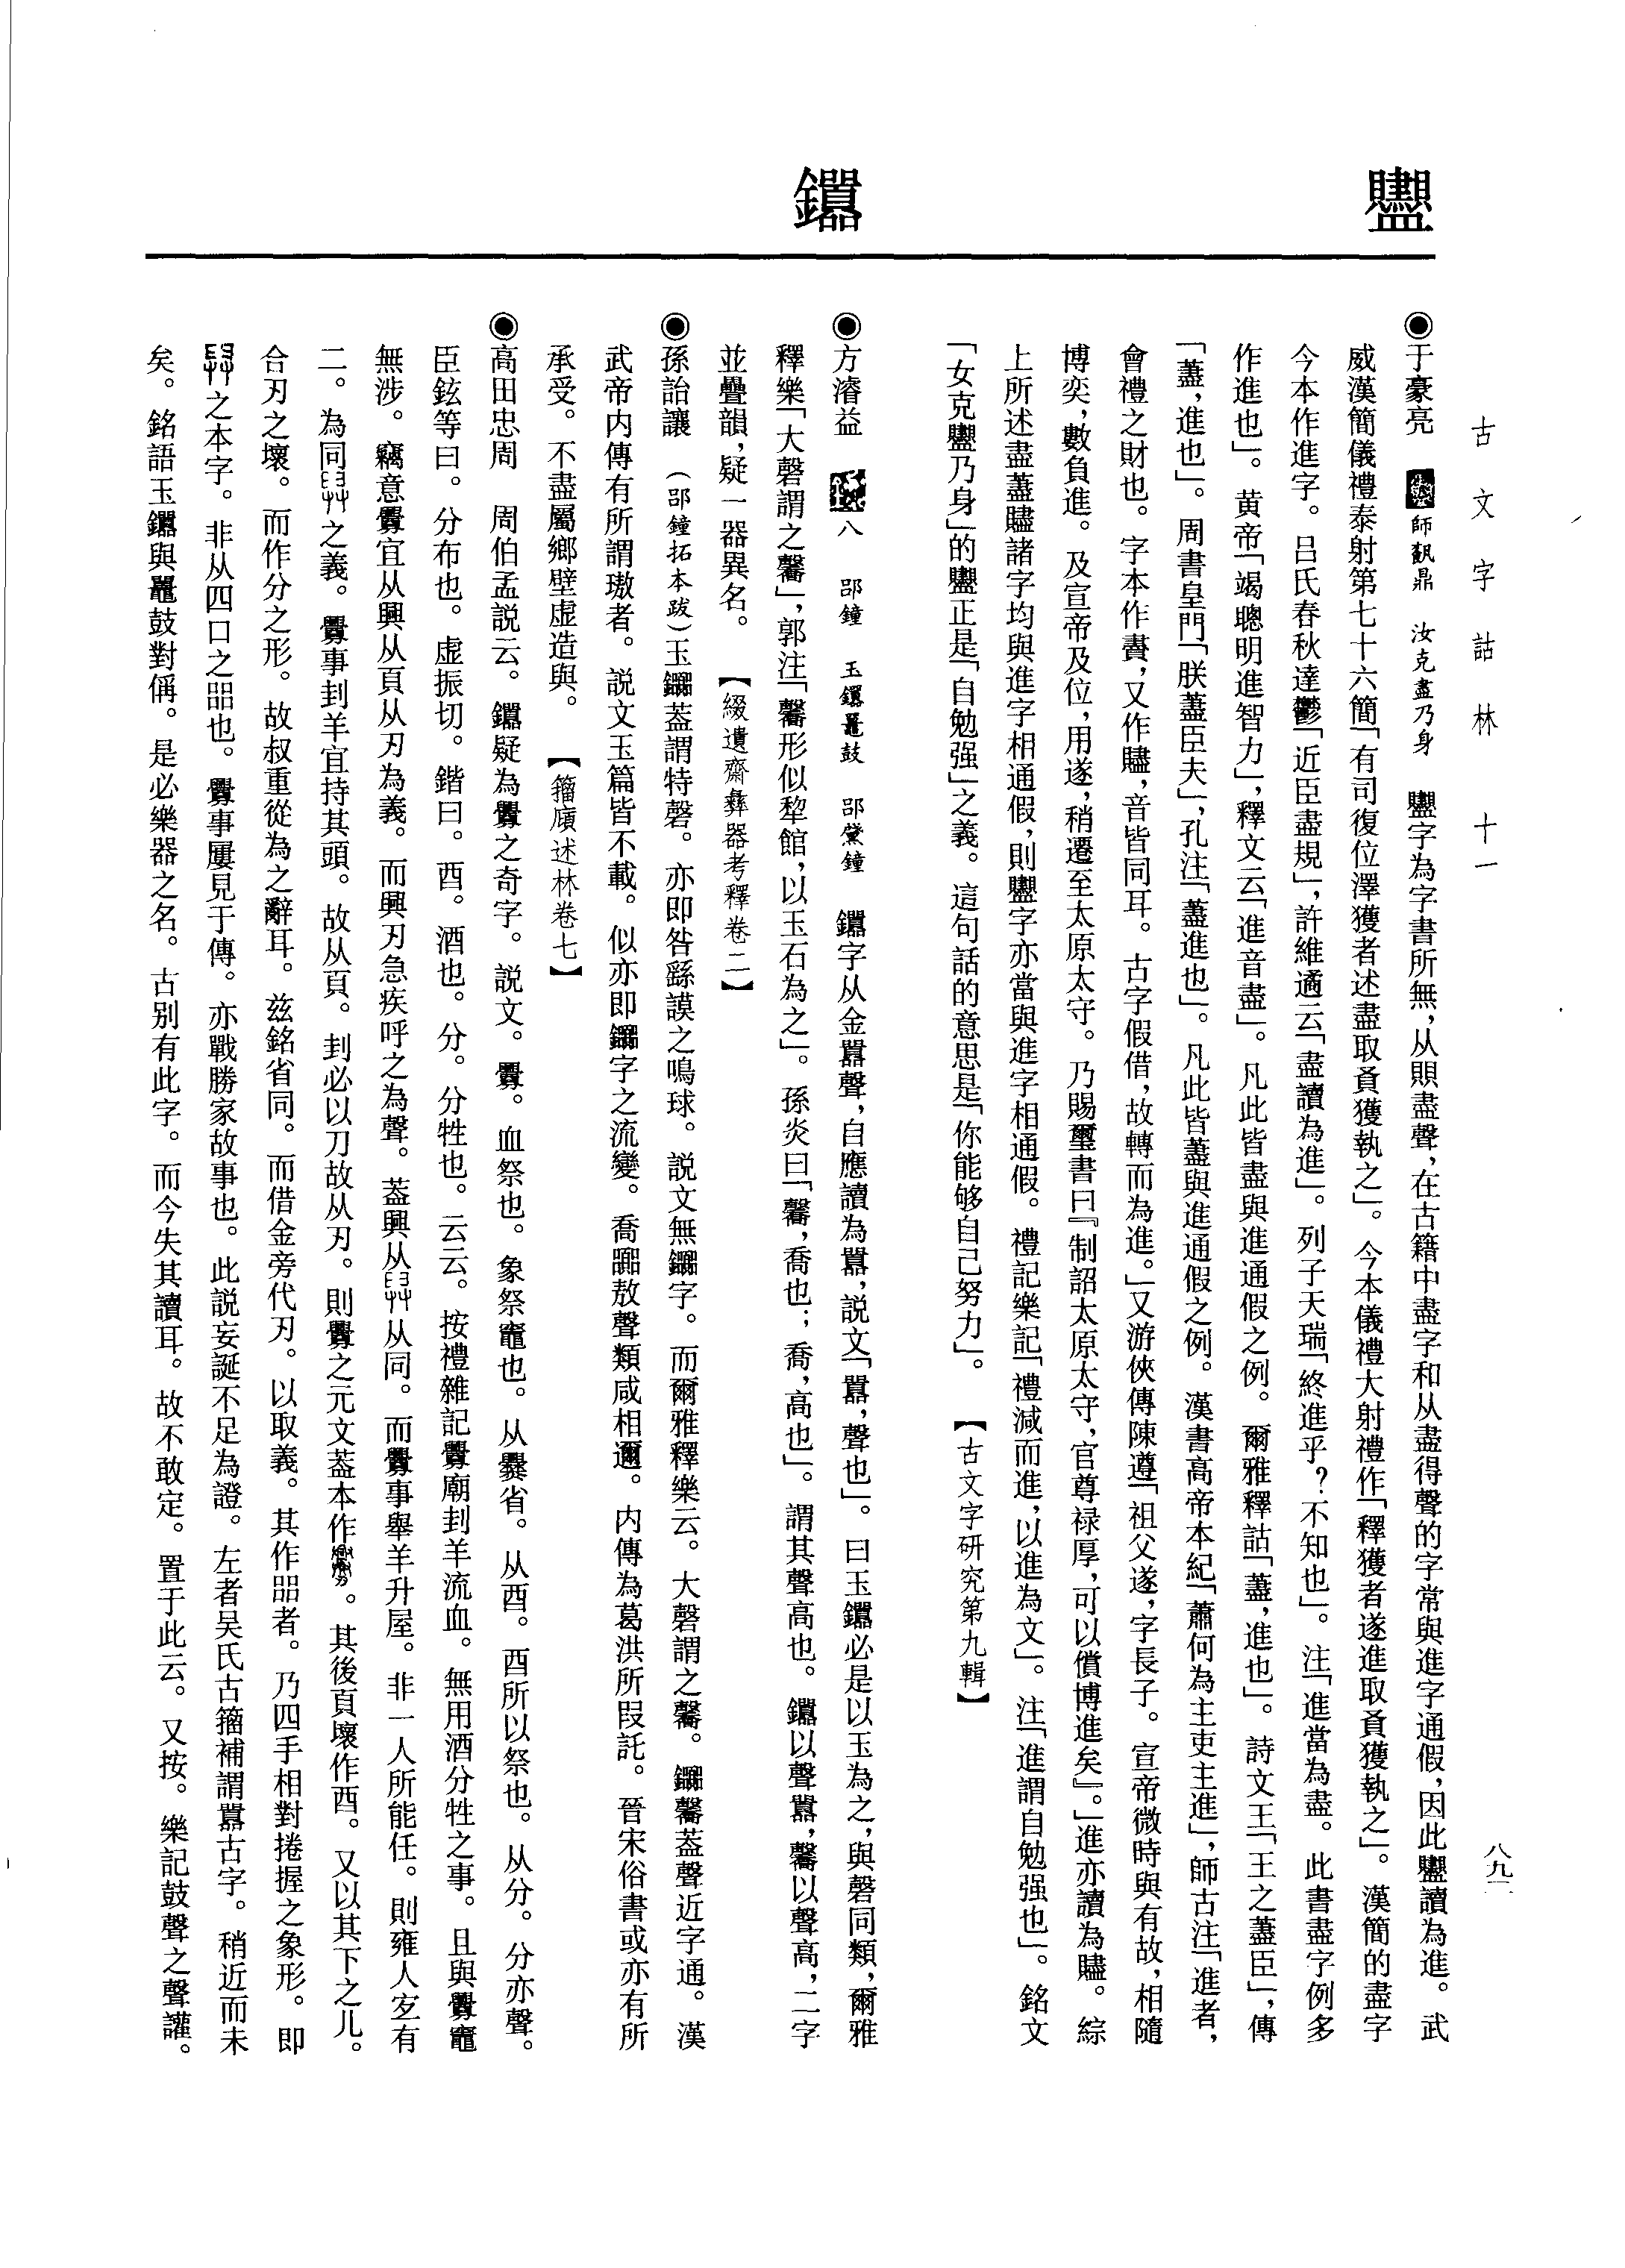 古文字詁林 十一
八九二
鑺
◉于豪亮 師𩛥鼎 汝克盡乃身 字為字書所無，从㷖盡聲，在古籍中盡字和从盡得聲的字常與進字通假，因此讀為進。武
威漢簡儀禮泰射第七十六簡「有司復位澤獲者述盡取負獲執之」。今本儀禮大射禮作「釋獲者遂進取負獲執之」。漢簡的盡字
今本作進字。呂氏春秋達鬱「近臣盡規」，許維遹云「盡讀為進」。列子天瑞「終進乎？不知也」。注「進當為盡。此書盡字例多
作進也」。黄帝「竭聰明進智力」，釋文云「進音盡」。凡此皆盡與進通假之例。爾雅釋詁「藎，進也」。詩文王「王之藎臣」，傳
「藎，進也」。周書皇門「朕藎臣夫」，孔注「藎進也」。凡此皆藎與進通假之例。漢書高帝本紀「蕭何為主吏主進」，師古注「進者，
會禮之財也。字本作賮，又作贐，音皆同耳。古字假借，故轉而為進。」又游俠傳陳遵「祖父遂，字長子。宣帝微時與有故，相隨
博奕，數負進。及宣帝及位，用遂，稍遷至太原太守。乃賜璽書曰『制詔太原太守，官尊祿厚，可以償博進矣』。」進亦讀為贐。綜
上所述盡藎贐諸字均與進字相通假，則字亦當與進字相通假。禮記樂記「禮減而進，以進為文」。注「進謂自勉强也」。銘文
「女克乃身」的正是「自勉强」之義。這句話的意思是「你能够自己努力」。 【古文字研究第九輯】
◉方濬益 八 郘鐘 玉鼉鼓 郘黛鐘 字从金嚻聲，自應讀為嚻，説文「嚻，聲也」。曰玉必是以玉為之，與磬同類，爾雅
釋樂「大磬謂之毊」，郭注「毊形似犂館，以玉石為之」。孫炎曰「毊，喬也；喬，高也」。謂其聲高也。以聲嚻，毊以聲高，二字
並疊韻，疑一器異名。 【綴遺齋彝器考釋卷二】
◉孫詒讓 （郘鐘拓本跋）玉葢謂特磬。亦即咎繇謨之鳴球。説文無字。而爾雅釋樂云。大磬謂之毊。毊葢聲近字通。漢
武帝内傳有所謂璈者。説文玉篇皆不載。似亦即字之流變。喬嚻敖聲類咸相邇。内傳為葛洪所叚託。晉宋俗書或亦有所
承受。不盡屬鄉壁虚造與。 【籀廎述林卷七】
◉高田忠周 周伯孟説云。疑為釁之奇字。説文。釁。血祭也。象祭竈也。从爨省。从酉。酉所以祭也。从分。分亦聲。
臣鉉等曰。分布也。虚振切。鍇曰。酉。酒也。分。分牲也。云云。按禮雜記釁廟刲羊流血。無用酒分牲之事。且與釁竈
無涉。竊意釁宜从興从頁从刃為義。而興刃急疾呼之為聲。葢興从𦥑从同。而釁事舉羊升屋。非一人所能任。則雍人㝎有
二。為同𦥑之義。釁事刲羊宜持其頭。故从頁。刲必以刀故从刃。則釁之元文葢本作。其後頁壞作酉。又以其下之儿。
合刃之壞。而作分之形。故叔重從為之辭耳。兹銘省同。而借金旁代刃。以取義。其作㗊者。乃四手相對捲握之象形。即
𦥑之本字。非从四口之㗊也。釁事屢見于傳。亦戰勝家故事也。此説妄誕不足為證。左者吴氏古籀補謂嚻古字。稍近而未
矣。銘語玉與鼉鼓對偁。是必樂器之名。古别有此字。而今失其讀耳。故不敢定。置于此云。又按。樂記鼓聲之聲讙。